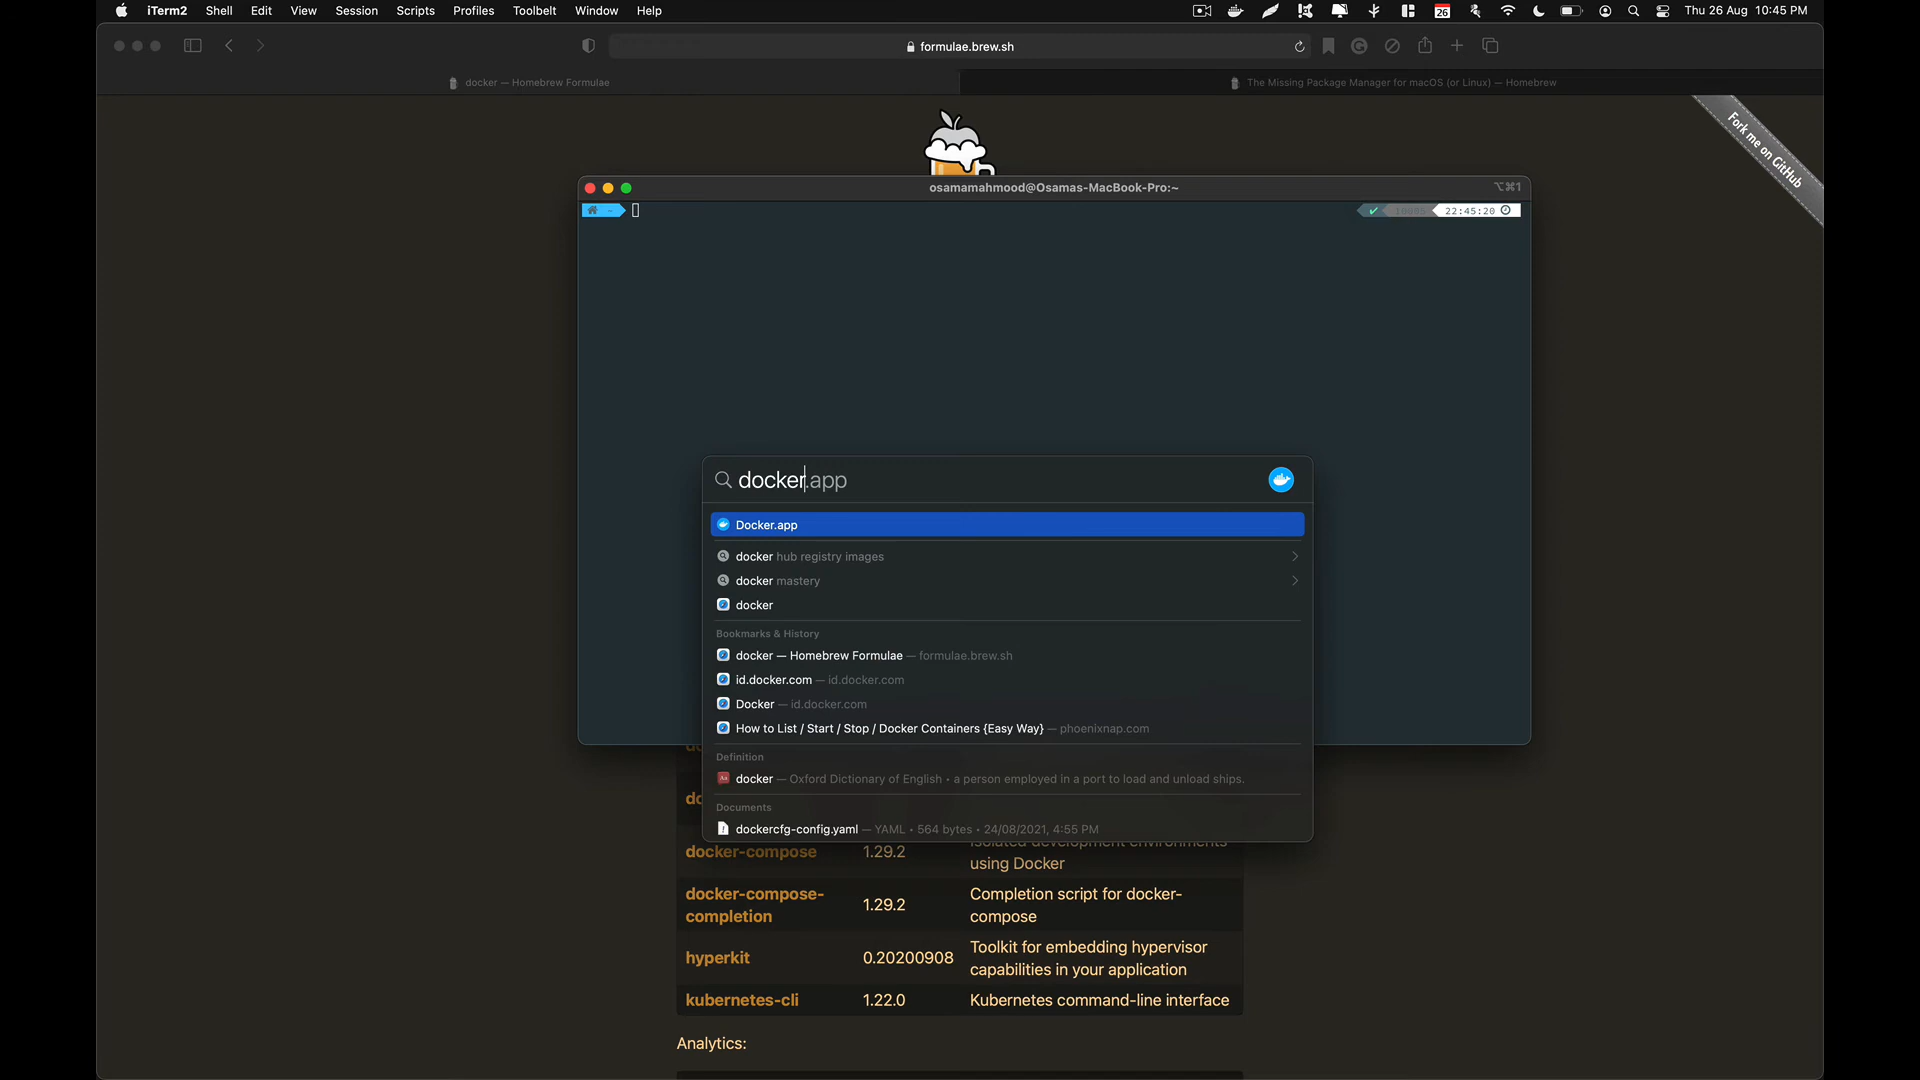 iTerm2 Shell Edit View Session Scripts Profiles Toolbelt Window Help
26
Thu 26 Aug 10:45 PM
formulae.brew.sh
docker — Homebrew Formulae
The Missing Package Manager for macOS (or Linux) — Homebrew
Fork me on GitHub
osamamahmood@Osamas-MacBook-Pro:~
⌥⌘1
~
22:45:20
docker.app
Docker.app
docker hub registry images
docker mastery
docker
Bookmarks & History
docker — Homebrew Formulae — formulae.brew.sh
id.docker.com — id.docker.com
Docker — id.docker.com
How to List / Start / Stop / Docker Containers {Easy Way} — phoenixnap.com
Definition
docker — Oxford Dictionary of English • a person employed in a port to load and unload ships.
Documents
dockercfg-config.yaml — YAML • 564 bytes • 24/08/2021, 4:55 PM
docker-compose 1.29.2 Isolated development environments
using Docker
docker-compose-
completion
1.29.2
Completion script for docker-
compose
hyperkit
0.20200908
Toolkit for embedding hypervisor
capabilities in your application
kubernetes-cli 1.22.0 Kubernetes command-line interface
Analytics: